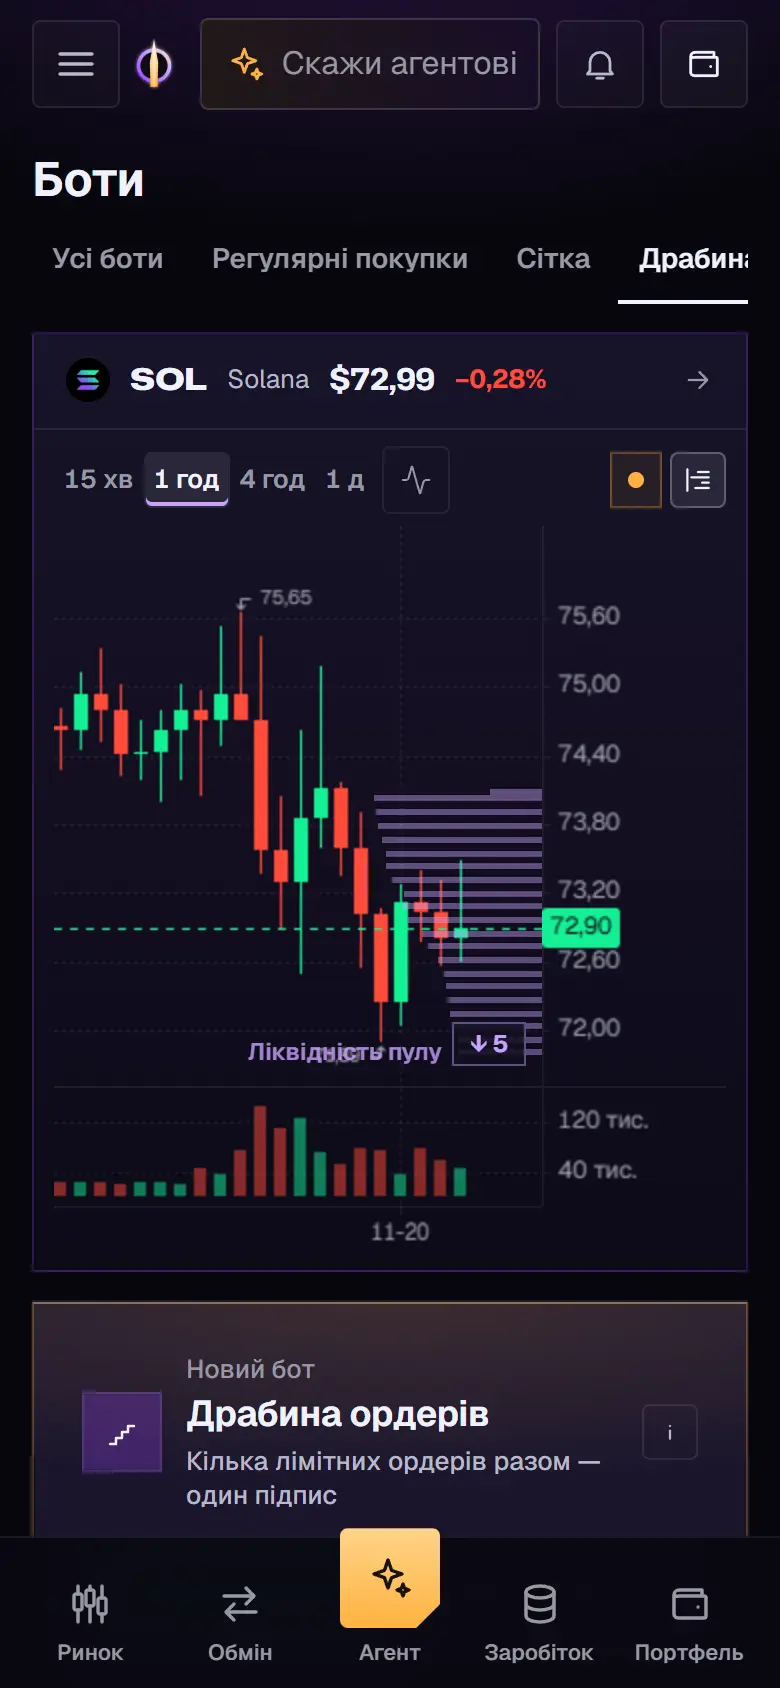 Скажи агентові
Боти
Усі боти Регулярні покупки Сітка Драбина
SOL Solana $72,99 −0,28%
15 хв 1 год 4 год 1 д
75,65
75,60
75,00
74,40
73,80
73,20
72,90
72,60
72,00
Ліквідність пулу ↓ 5
120 тис.
40 тис.
11-20
Новий бот
Драбина ордерів
i
Кілька лімітних ордерів разом —
один підпис
Ринок Обмін Агент Заробіток Портфель